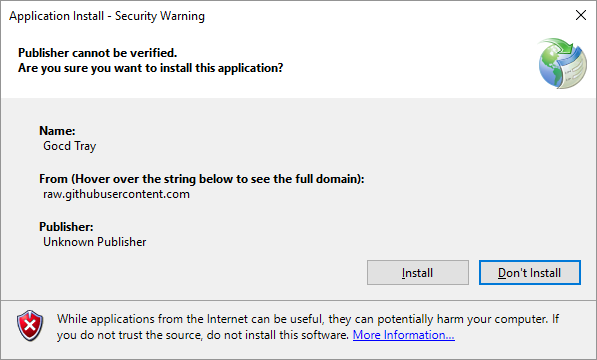 Application Install - Security Warning
Publisher cannot be verified.
Are you sure you want to install this application?
Name:
Gocd Tray
From (Hover over the string below to see the full domain):
raw.githubusercontent.com
Publisher:
Unknown Publisher
Install
Don't Install
While applications from the Internet can be useful, they can potentially harm your computer. If
you do not trust the source, do not install this software. More Information...